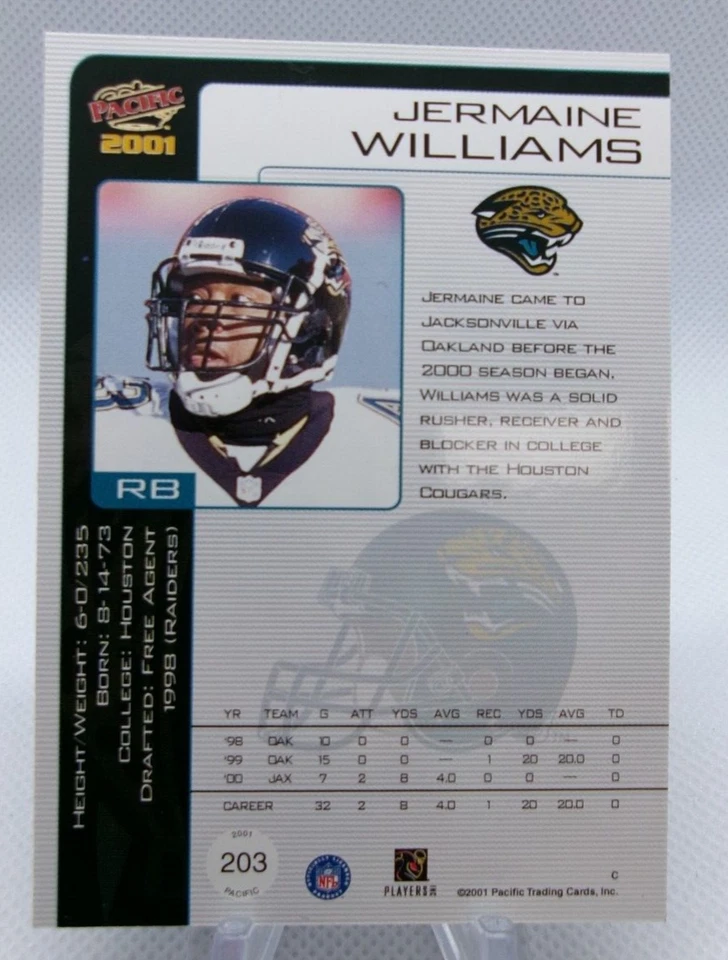 PACIFIC
2001
JERMAINE
WILLIAMS
JERMAINE CAME TO
JACKSONVILLE VIA
OAKLAND BEFORE THE
2000 SEASON BEGAN.
WILLIAMS WAS A SOLID
RUSHER, RECEIVER AND
BLOCKER IN COLLEGE
WITH THE HOUSTON
COUGARS.
RB
HEIGHT/WEIGHT: 6-0/235
BORN: 8-14-73
COLLEGE: HOUSTON
DRAFTED: FREE AGENT
1998 (RAIDERS)
YR TEAM G ATT YDS AVG REC YDS AVG TD
'98 OAK 10 0 0 — 0 0 — 0
'99 OAK 15 0 0 — 1 20 20.0 0
'00 JAX 7 2 8 4.0 0 0 — 0
CAREER 32 2 8 4.0 1 20 20.0 0
2001
203
PACIFIC
NFL
PLAYERS INC
C
©2001 Pacific Trading Cards, Inc.